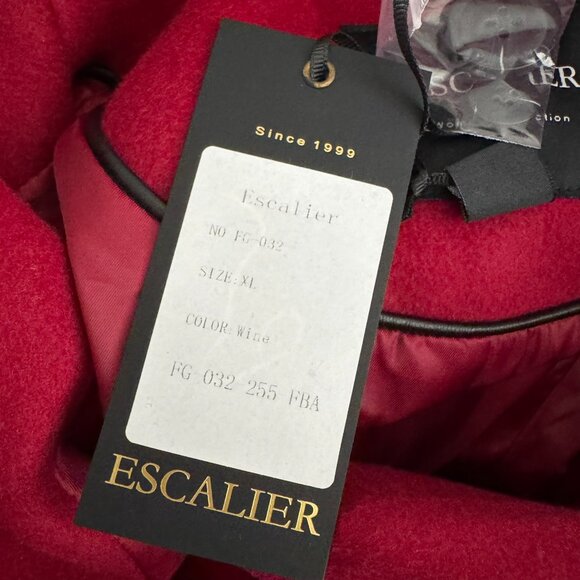 Since 1999
Escalier
NO FG-032
SIZE:XL
COLOR:Wine
FG 032 255 FBA
ESCALIER